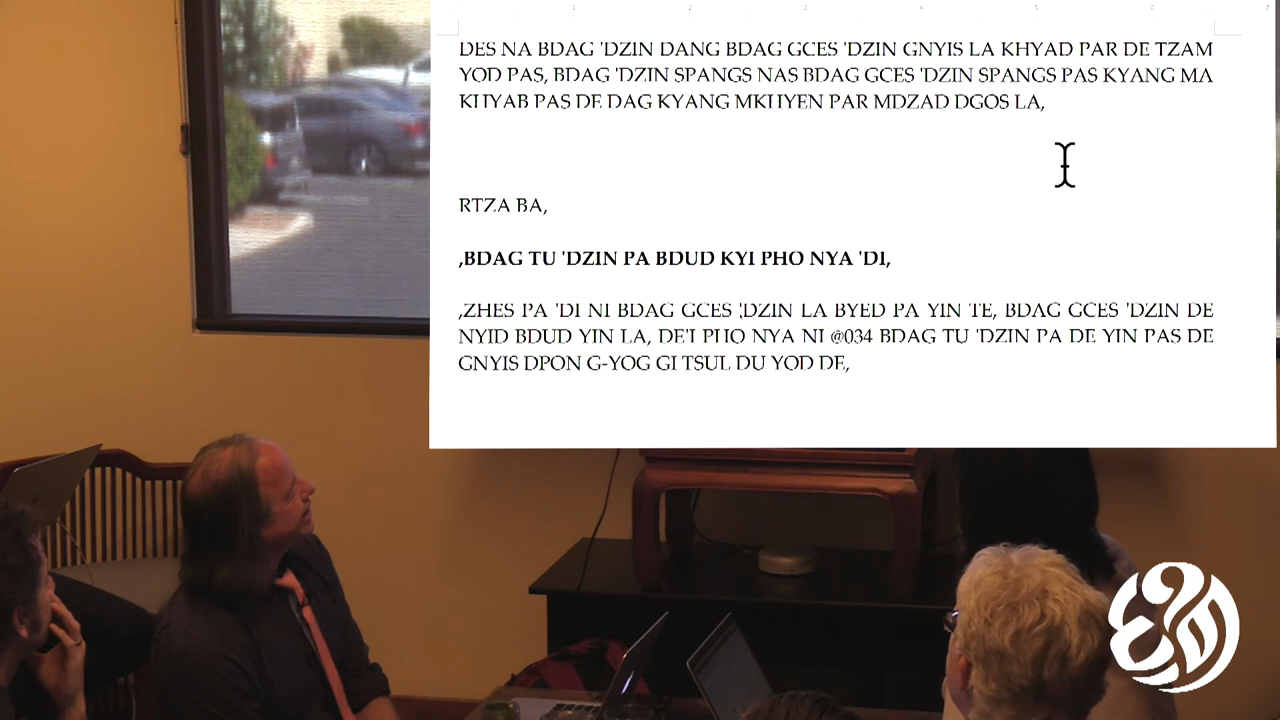 DES NA BDAG 'DZIN DANG BDAG GCES 'DZIN GNYIS LA KHYAD PAR DE TZAM
YOD PAS, BDAG 'DZIN SPANGS NAS BDAG GCES 'DZIN SPANGS PAS KYANG MA
KHYAB PAS DE DAG KYANG MKHYEN PAR MDZAD DGOS LA,
RTZA BA,
,BDAG TU 'DZIN PA BDUD KYI PHO NYA 'DI,
,ZHES PA 'DI NI BDAG GCES 'DZIN LA BYED PA YIN TE, BDAG GCES 'DZIN DE
NYID BDUD YIN LA, DE'I PHO NYA NI @034 BDAG TU 'DZIN PA DE YIN PAS DE
GNYIS DPON G-YOG GI TSUL DU YOD DE,